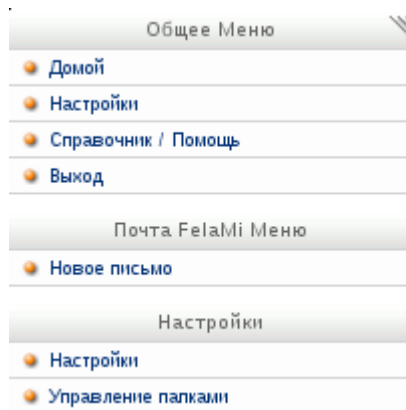 Общее Меню
Домой
Настройки
Справочник / Помощь
Выход
Почта FelaMi Меню
Новое письмо
Настройки
Настройки
Управление папками